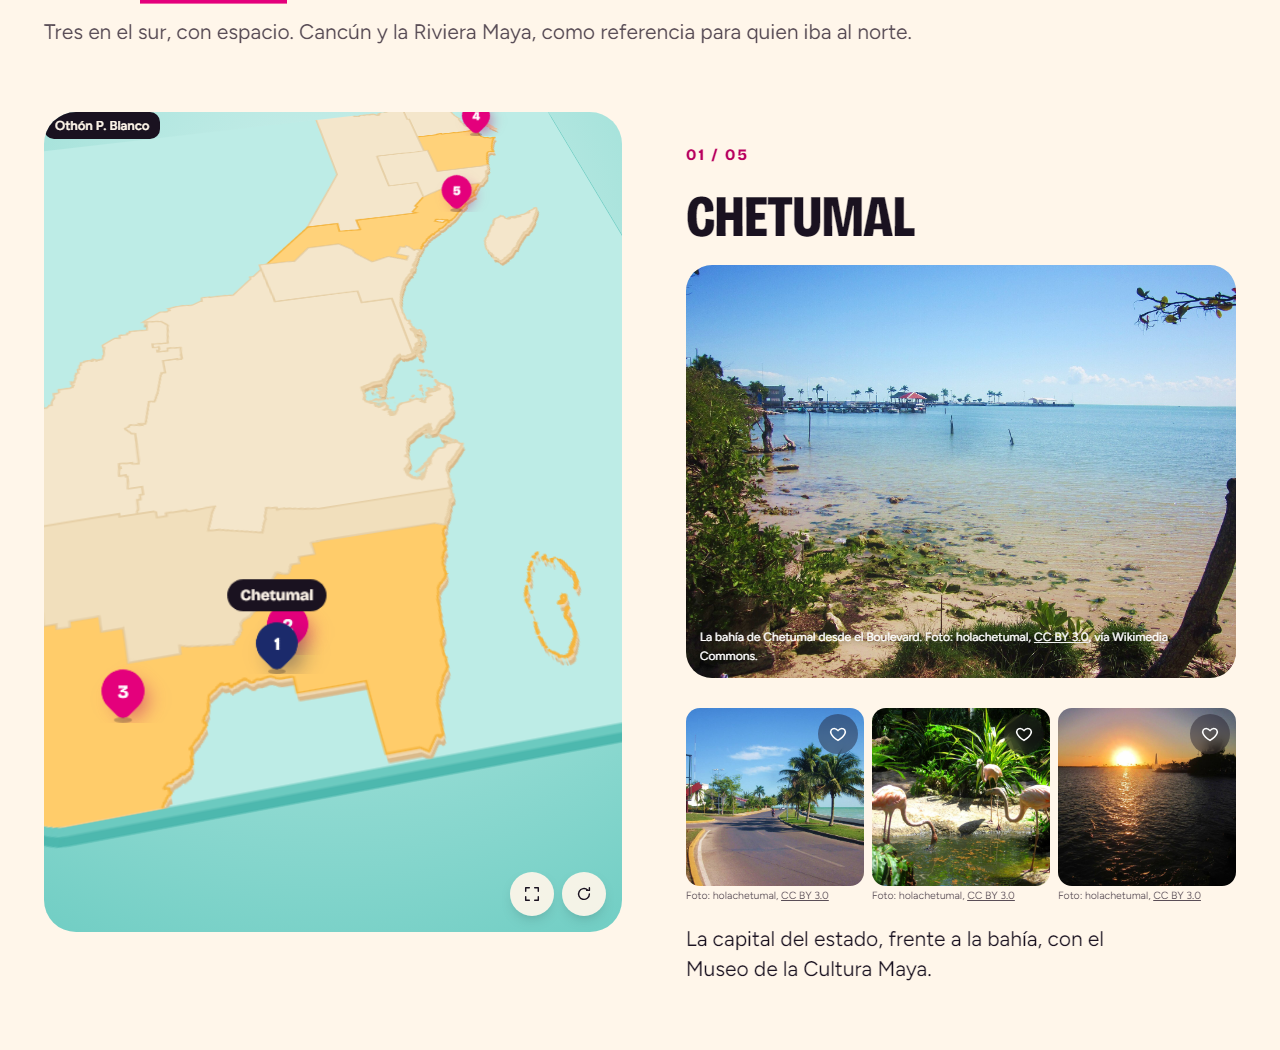 Tres en el sur, con espacio. Cancún y la Riviera Maya, como referencia para quien iba al norte.
Othón P. Blanco
4
5
Chetumal
2
1
3
01 / 05
CHETUMAL
La bahía de Chetumal desde el Boulevard. Foto: holachetumal, CC BY 3.0, vía Wikimedia
Commons.
Foto: holachetumal, CC BY 3.0
Foto: holachetumal, CC BY 3.0
Foto: holachetumal, CC BY 3.0
La capital del estado, frente a la bahía, con el
Museo de la Cultura Maya.